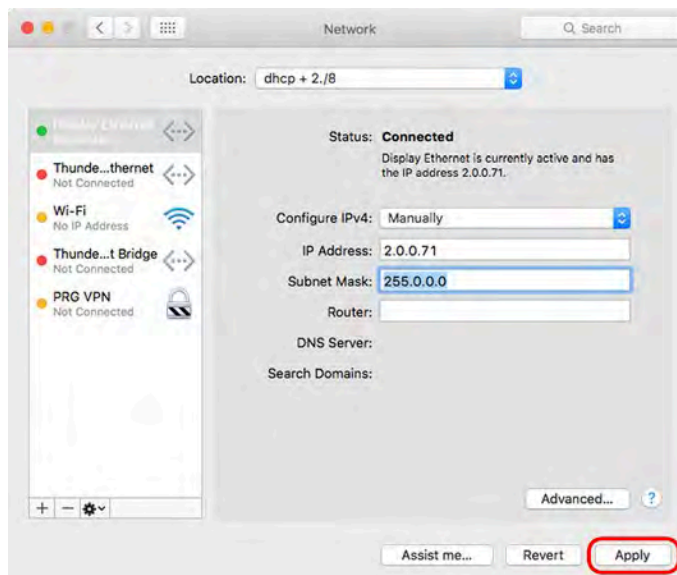 Network
Search
Location: dhcp + 2./8
Display Ethernet
Thunde...thernet
Not Connected
Wi-Fi
No IP Address
Thunde...t Bridge
Not Connected
PRG VPN
Not Connected
Status: Connected
Display Ethernet is currently active and has
the IP address 2.0.0.71.
Configure IPv4: Manually
IP Address: 2.0.0.71
Subnet Mask: 255.0.0.0
Router:
DNS Server:
Search Domains:
Advanced... ?
Assist me... Revert Apply